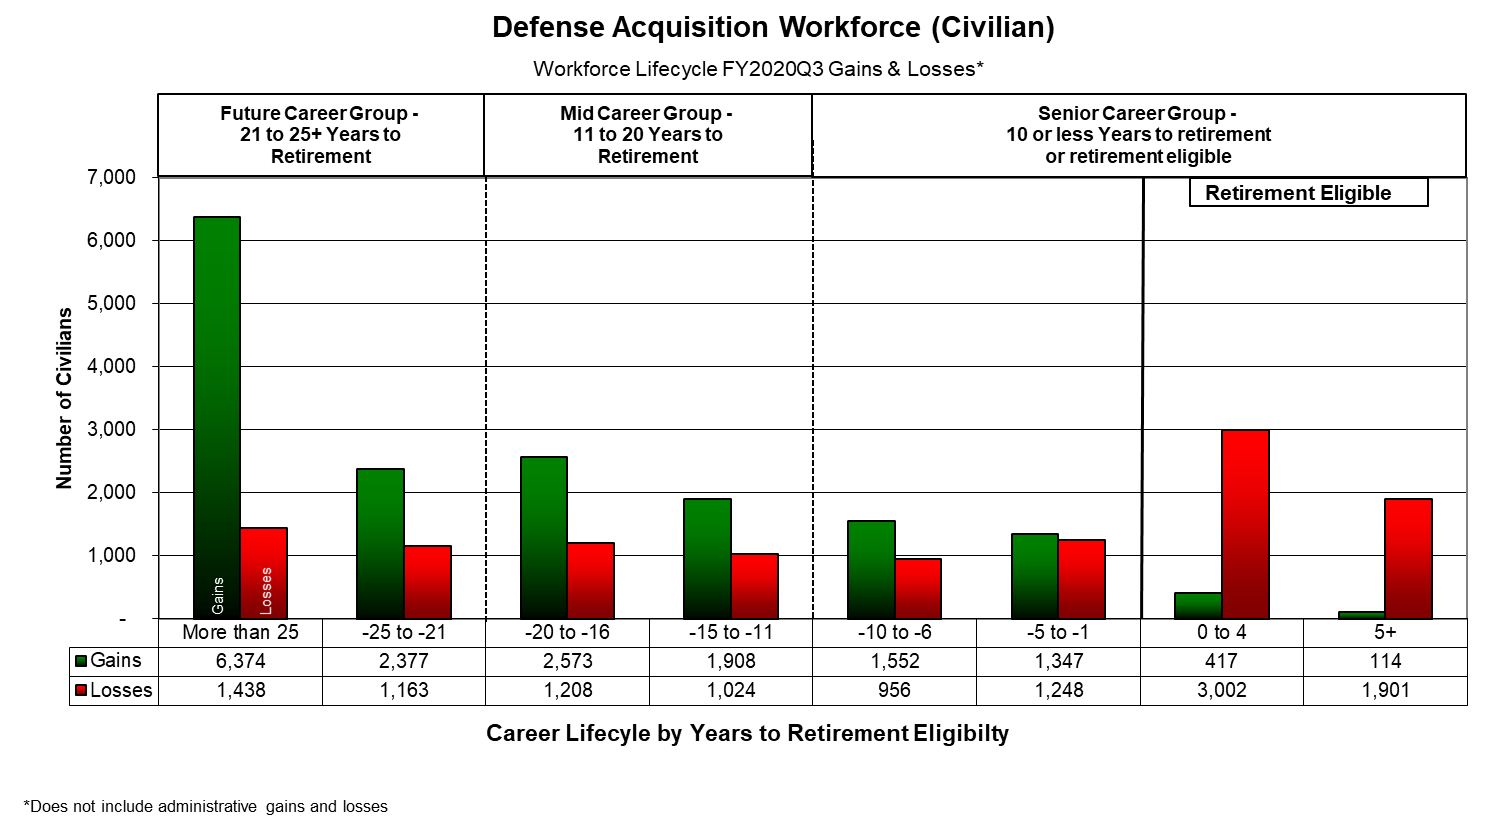 Defense Acquisition Workforce (Civilian)
Workforce Lifecycle FY2020Q3 Gains & Losses*
Future Career Group -
21 to 25+ Years to
Retirement
Mid Career Group -
11 to 20 Years to
Retirement
Senior Career Group -
10 or less Years to retirement
or retirement eligible
Retirement Eligible
Number of Civilians
7,000
6,000
5,000
4,000
3,000
2,000
1,000
-
Gains
Losses
More than 25 -25 to -21 -20 to -16 -15 to -11 -10 to -6 -5 to -1 0 to 4 5+
Gains 6,374 2,377 2,573 1,908 1,552 1,347 417 114
Losses 1,438 1,163 1,208 1,024 956 1,248 3,002 1,901
Career Lifecyle by Years to Retirement Eligibilty
*Does not include administrative gains and losses